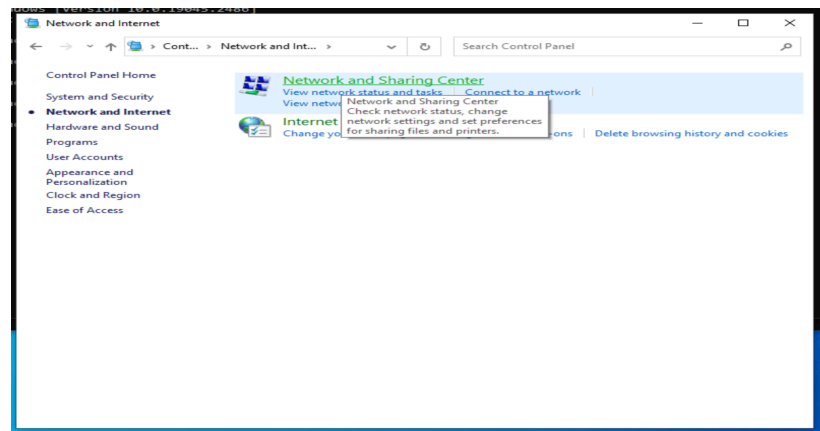 [Version 10.0.19045.2486]
Network and Internet
Cont... › Network and Int... ›
Search Control Panel
Control Panel Home
System and Security
Network and Internet
Hardware and Sound
Programs
User Accounts
Appearance and
Personalization
Clock and Region
Ease of Access
Network and Sharing Center
View network status and tasks
Connect to a network
View netw
Network and Sharing Center
Check network status, change
network settings and set preferences
for sharing files and printers.
Internet
Change yo
ons
Delete browsing history and cookies